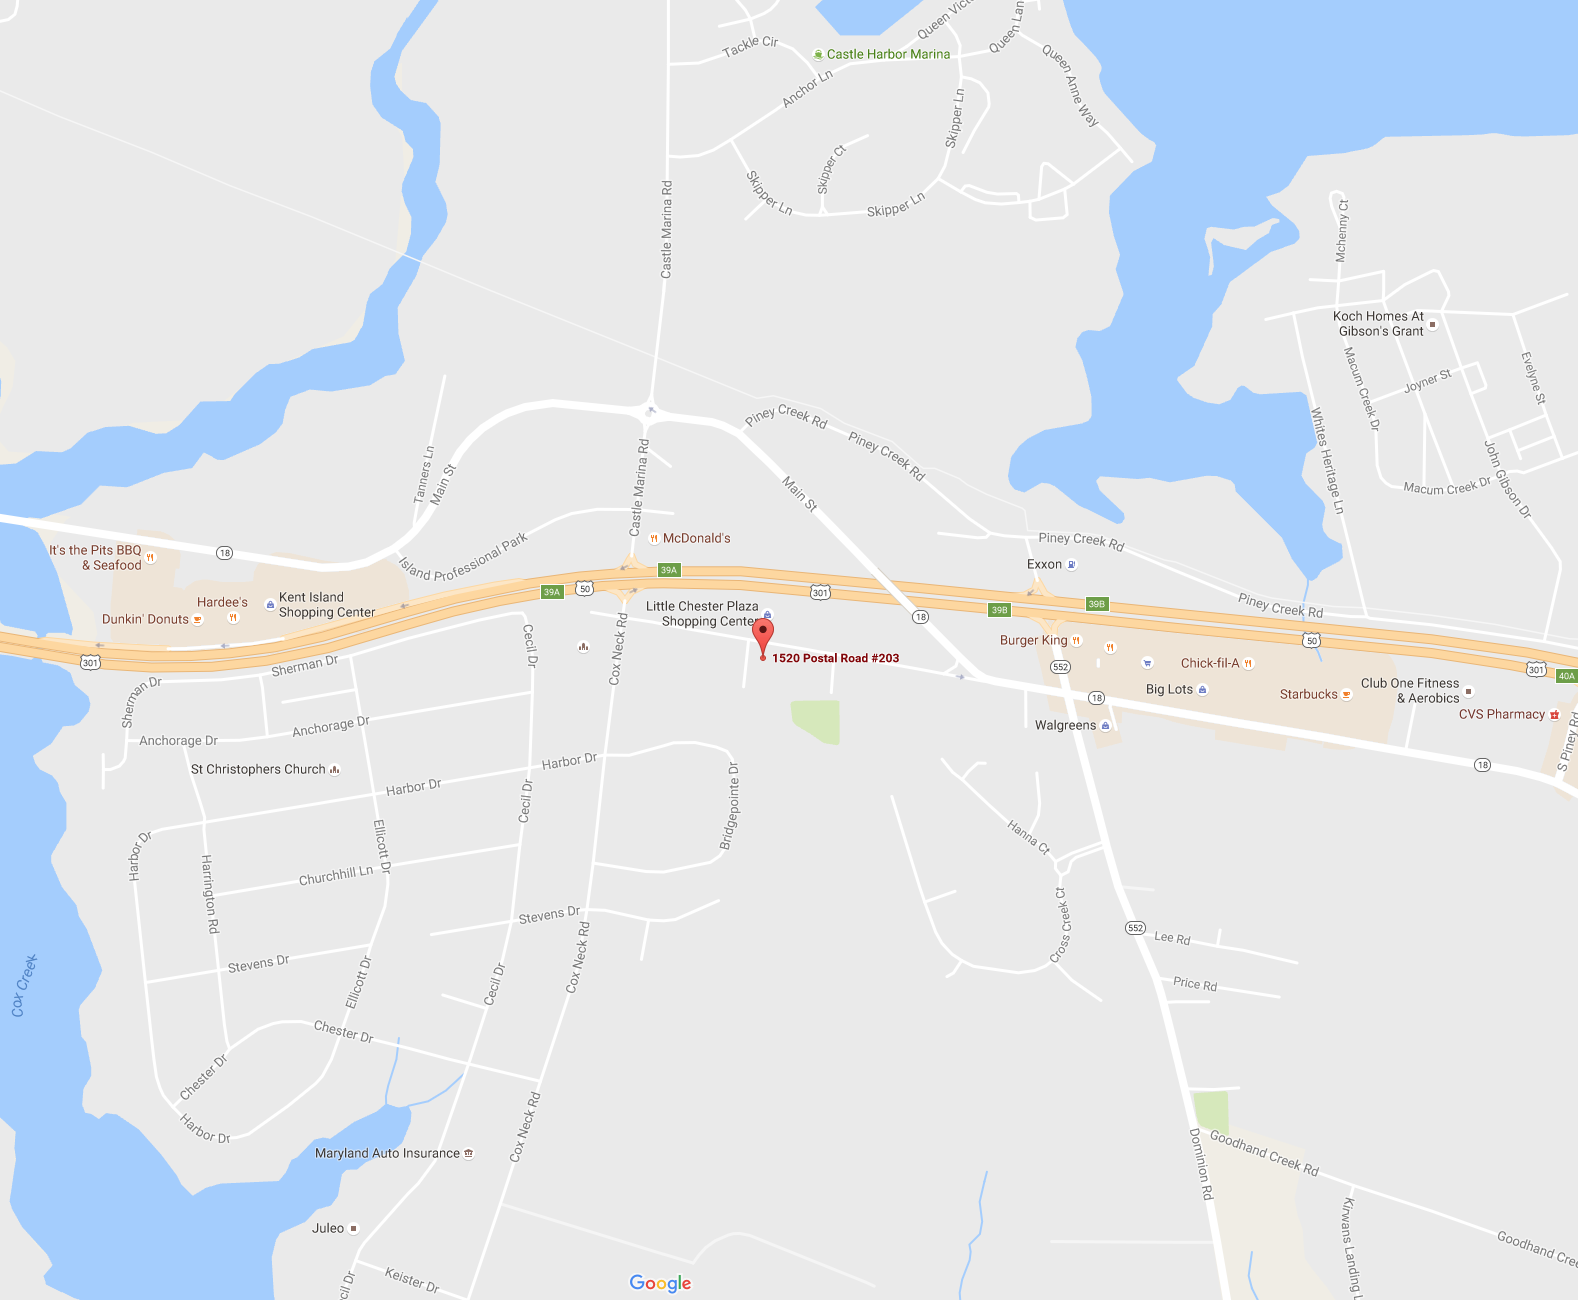 Queen Victo
Queen Lan
Tackle Cir
Castle Harbor Marina
Queen Anne Way
Anchor Ln
Skipper Ln
Skipper Ct
Skipper Ln
Skipper Ln
Castle Marina Rd
Mchenny Ct
Koch Homes At
Gibson's Grant
Macum Creek Dr
Joyner St
Evelyne St
Whites Heritage Ln
John Gibson Dr
Macum Creek Dr
Piney Creek Rd
Piney Creek Rd
Castle Marina Rd
Tanners Ln
Main St
Main St
Island Professional Park
McDonald's
Piney Creek Rd
Exxon
It's the Pits BBQ
& Seafood
18
39A
39A
50
301
Hardee's
Kent Island
Shopping Center
Dunkin' Donuts
Little Chester Plaza
Shopping Center
18
39B
39B
Piney Creek Rd
50
301
Sherman Dr
Cecil Dr
Cox Neck Rd
1520 Postal Road #203
Burger King
552
Chick-fil-A
301
40A
Sherman Dr
18
Big Lots
Starbucks
Club One Fitness
& Aerobics
CVS Pharmacy
Anchorage Dr
Anchorage Dr
Walgreens
S Piney Rd
St Christophers Church
Harbor Dr
Harbor Dr
18
Bridgepointe Dr
Cecil Dr
Harbor Dr
Ellicott Dr
Hanna Ct
Churchhill Ln
Harrington Rd
Stevens Dr
Cross Creek Ct
552
Lee Rd
Cox Creek
Stevens Dr
Ellicott Dr
Cecil Dr
Cox Neck Rd
Price Rd
Chester Dr
Chester Dr
Harbor Dr
Cox Neck Rd
Maryland Auto Insurance
Dominion Rd
Goodhand Creek Rd
Juleo
Kirwans Landing L
Goodhand Cree
cil Dr
Keister Dr
Google